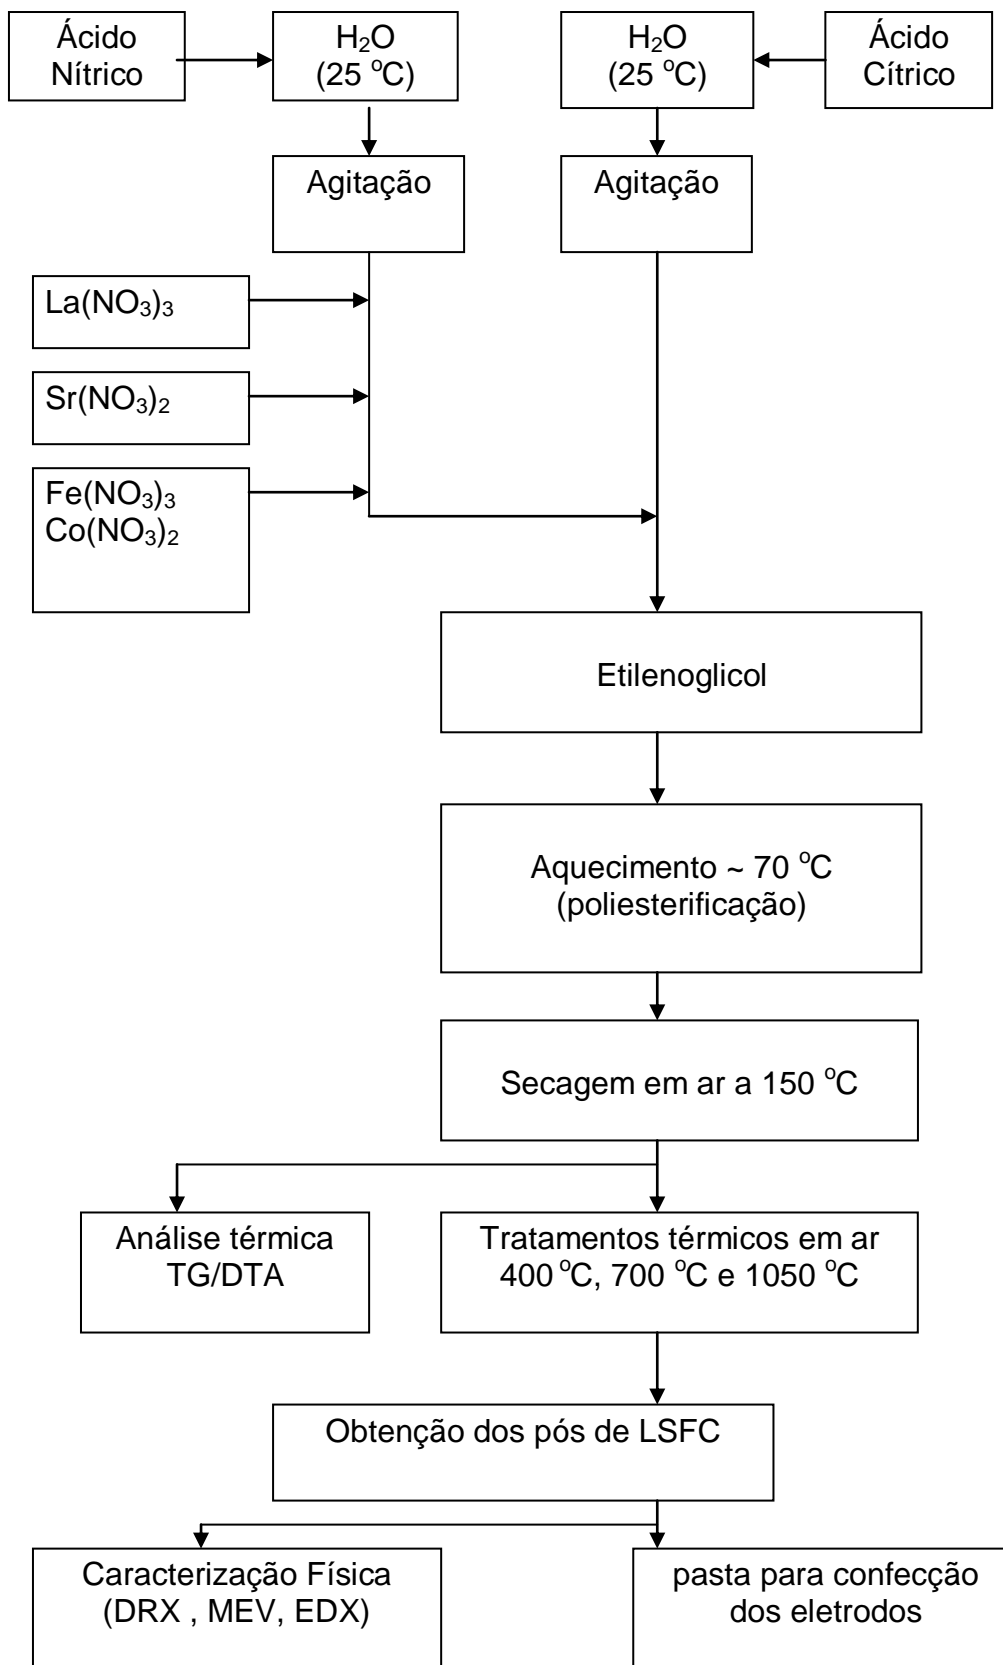 Ácido
Nítrico
H₂O
(25 °C)
H₂O
(25 °C)
Ácido
Cítrico
Agitação
Agitação
La(NO₃)₃
Sr(NO₃)₂
Fe(NO₃)₃
Co(NO₃)₂
Etilenoglicol
Aquecimento ~ 70 °C
(poliesterificação)
Secagem em ar a 150 °C
Análise térmica
TG/DTA
Tratamentos térmicos em ar
400 °C, 700 °C e 1050 °C
Obtenção dos pós de LSFC
Caracterização Física
(DRX , MEV, EDX)
pasta para confecção
dos eletrodos